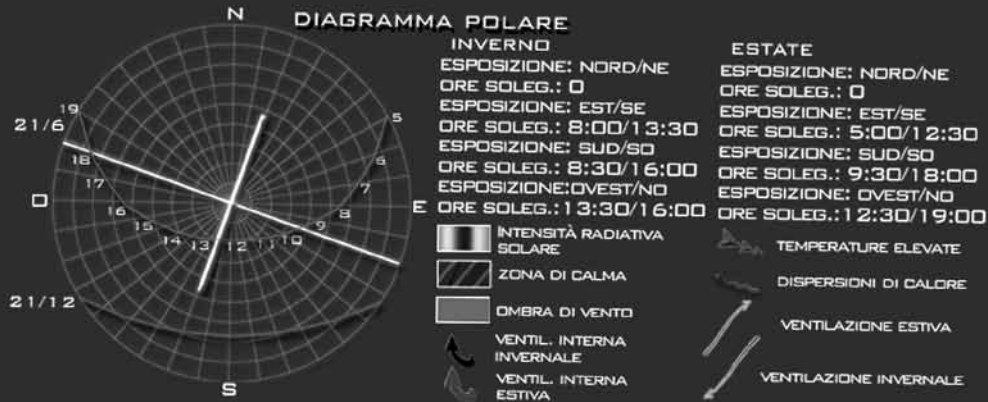 DIAGRAMMA POLARE
N
19
21/6
18
17
16
15
14
13
12
11
10
9
8
7
6
5
O
E
21/12
S
INVERNO
ESPOSIZIONE: NORD/NE
ORE SOLEG.: 0
ESPOSIZIONE: EST/SE
ORE SOLEG.: 8:00/13:30
ESPOSIZIONE: SUD/SO
ORE SOLEG.: 8:30/16:00
ESPOSIZIONE:OVEST/NO
ORE SOLEG.:13:30/16:00
ESTATE
ESPOSIZIONE: NORD/NE
ORE SOLEG.: 0
ESPOSIZIONE: EST/SE
ORE SOLEG.: 5:00/12:30
ESPOSIZIONE: SUD/SO
ORE SOLEG.: 9:30/18:00
ESPOSIZIONE: OVEST/NO
ORE SOLEG.:12:30/19:00
INTENSITÀ RADIATIVA
SOLARE
ZONA DI CALMA
OMBRA DI VENTO
VENTIL. INTERNA
INVERNALE
VENTIL. INTERNA
ESTIVA
TEMPERATURE ELEVATE
DISPERSIONI DI CALORE
VENTILAZIONE ESTIVA
VENTILAZIONE INVERNALE